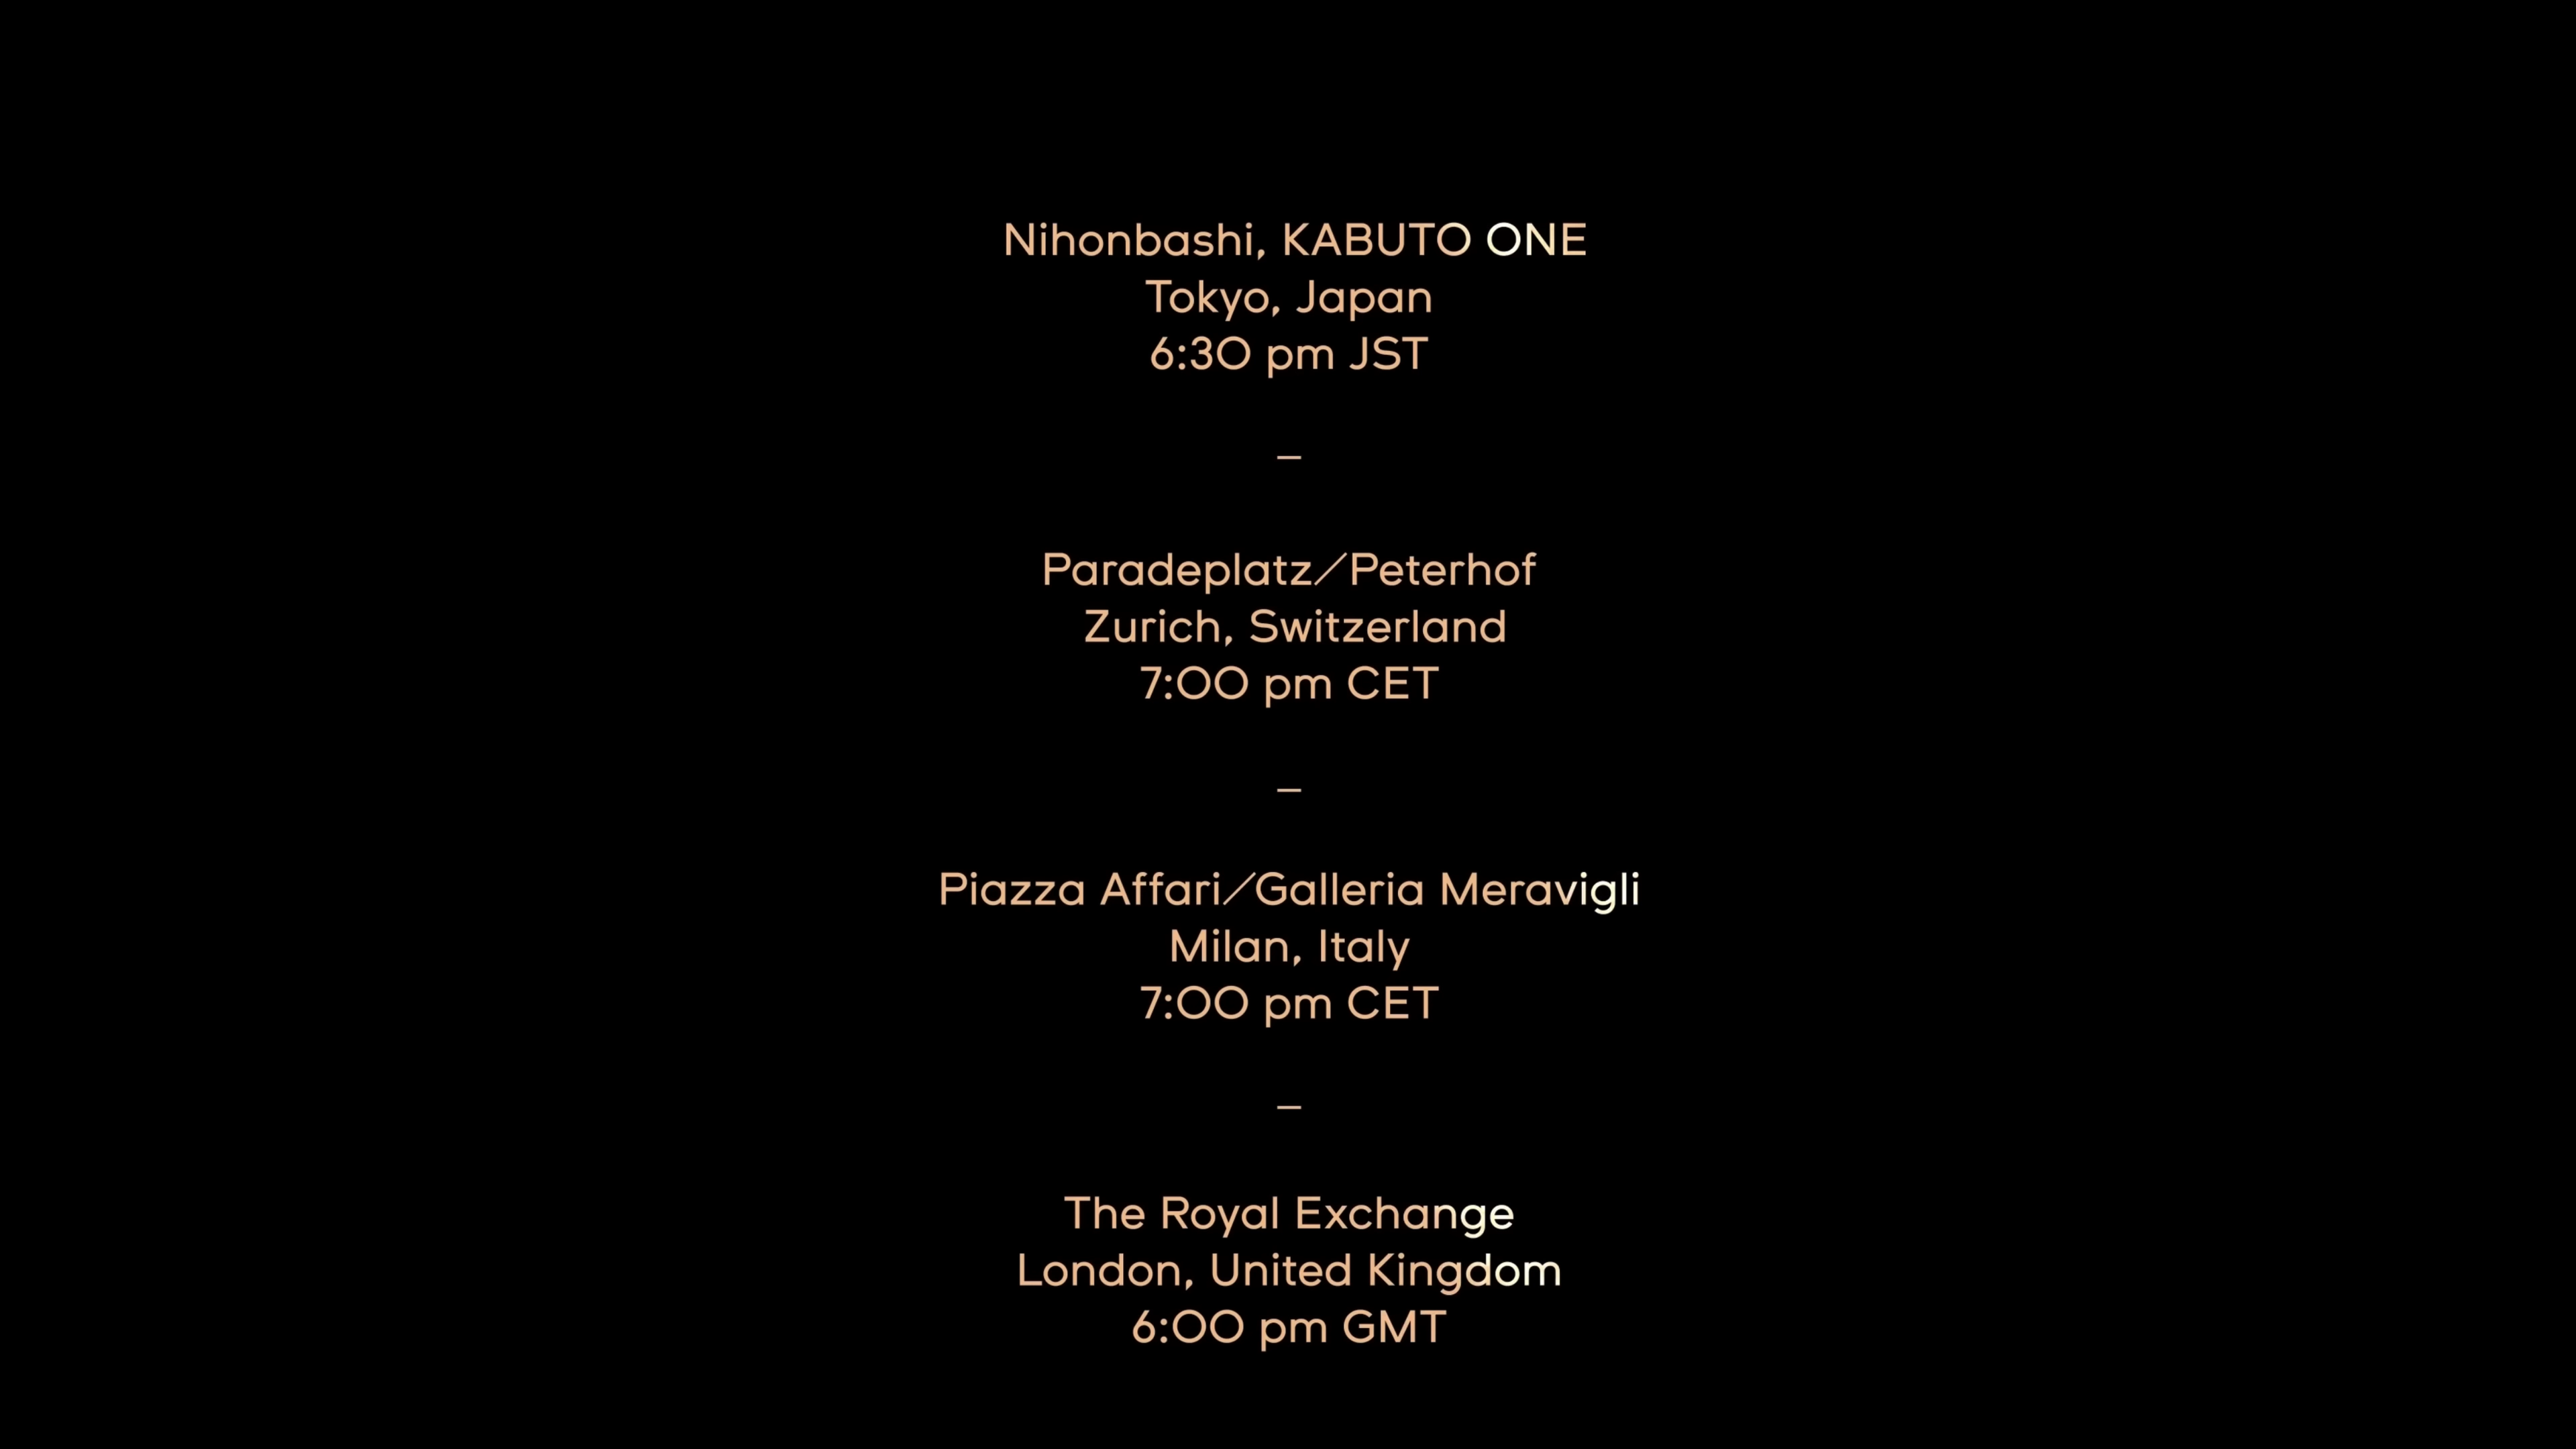 Nihonbashi, KABUTO ONE
Tokyo, Japan
6:30 pm JST
–
Paradeplatz/Peterhof
Zurich, Switzerland
7:00 pm CET
–
Piazza Affari/Galleria Meravigli
Milan, Italy
7:00 pm CET
–
The Royal Exchange
London, United Kingdom
6:00 pm GMT